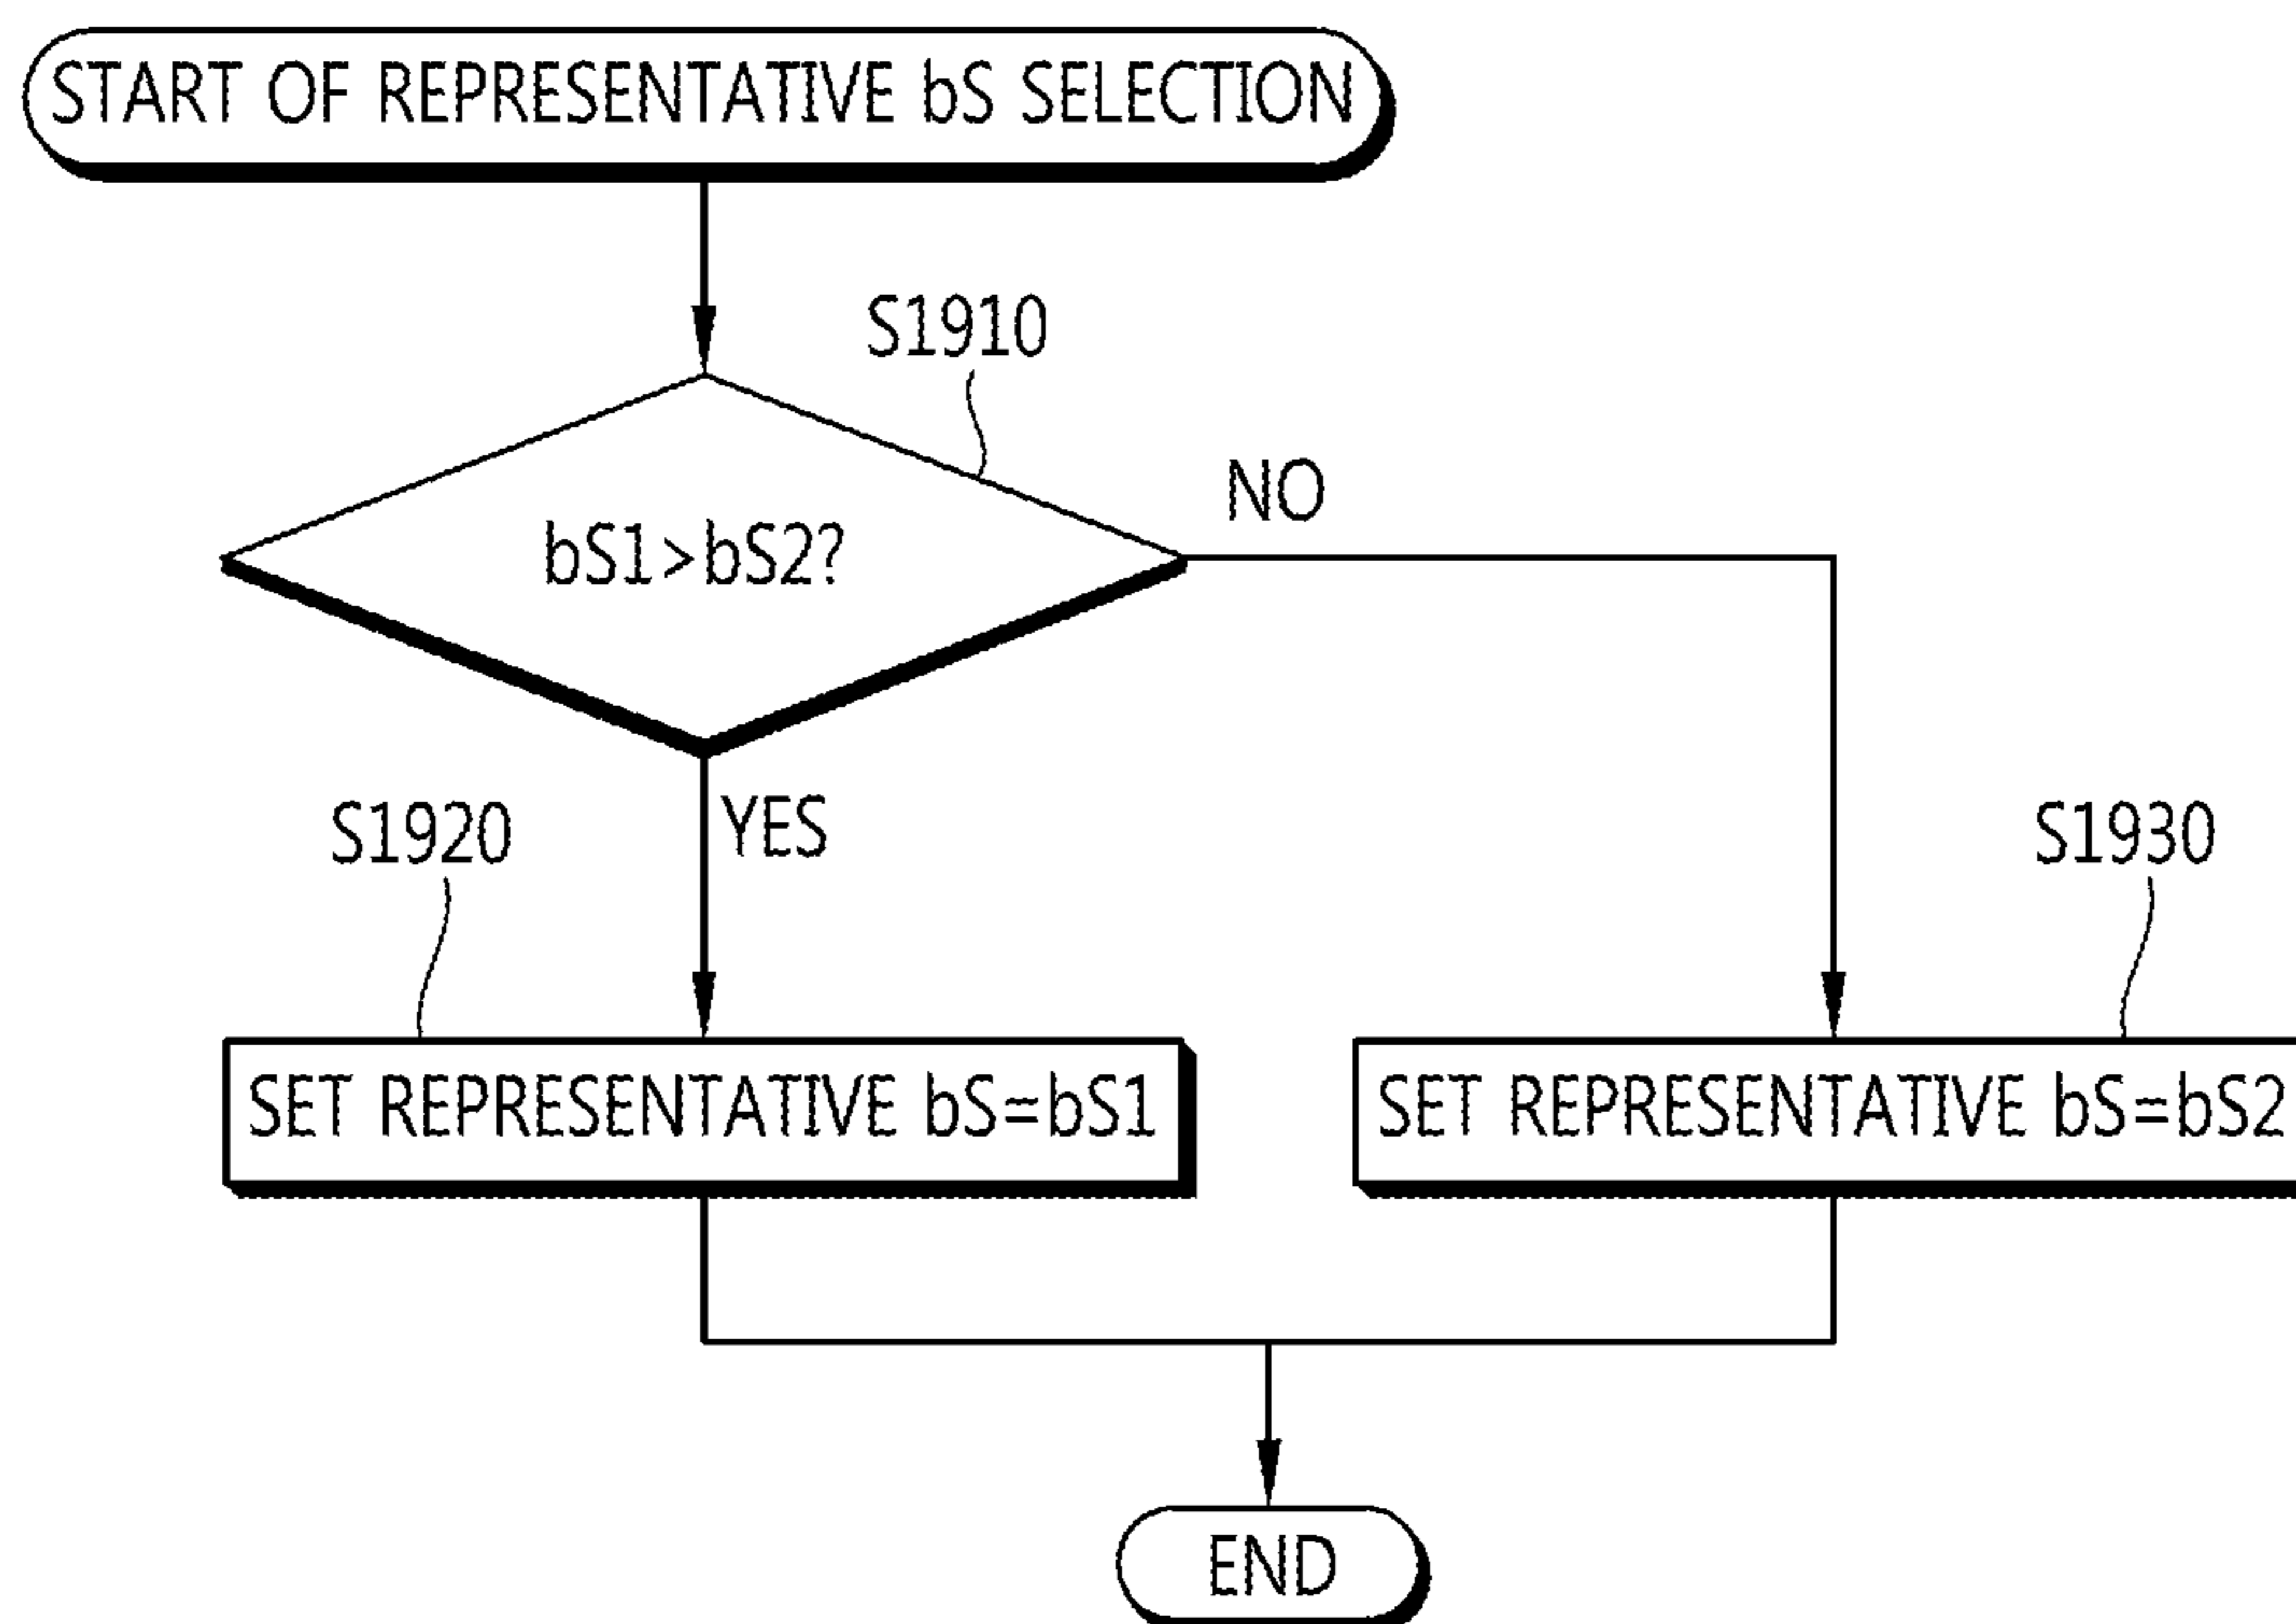 START OF REPRESENTATIVE bS SELECTION
S1910
bS1>bS2?
NO
YES
S1920
S1930
SET REPRESENTATIVE bS=bS1
SET REPRESENTATIVE bS=bS2
END